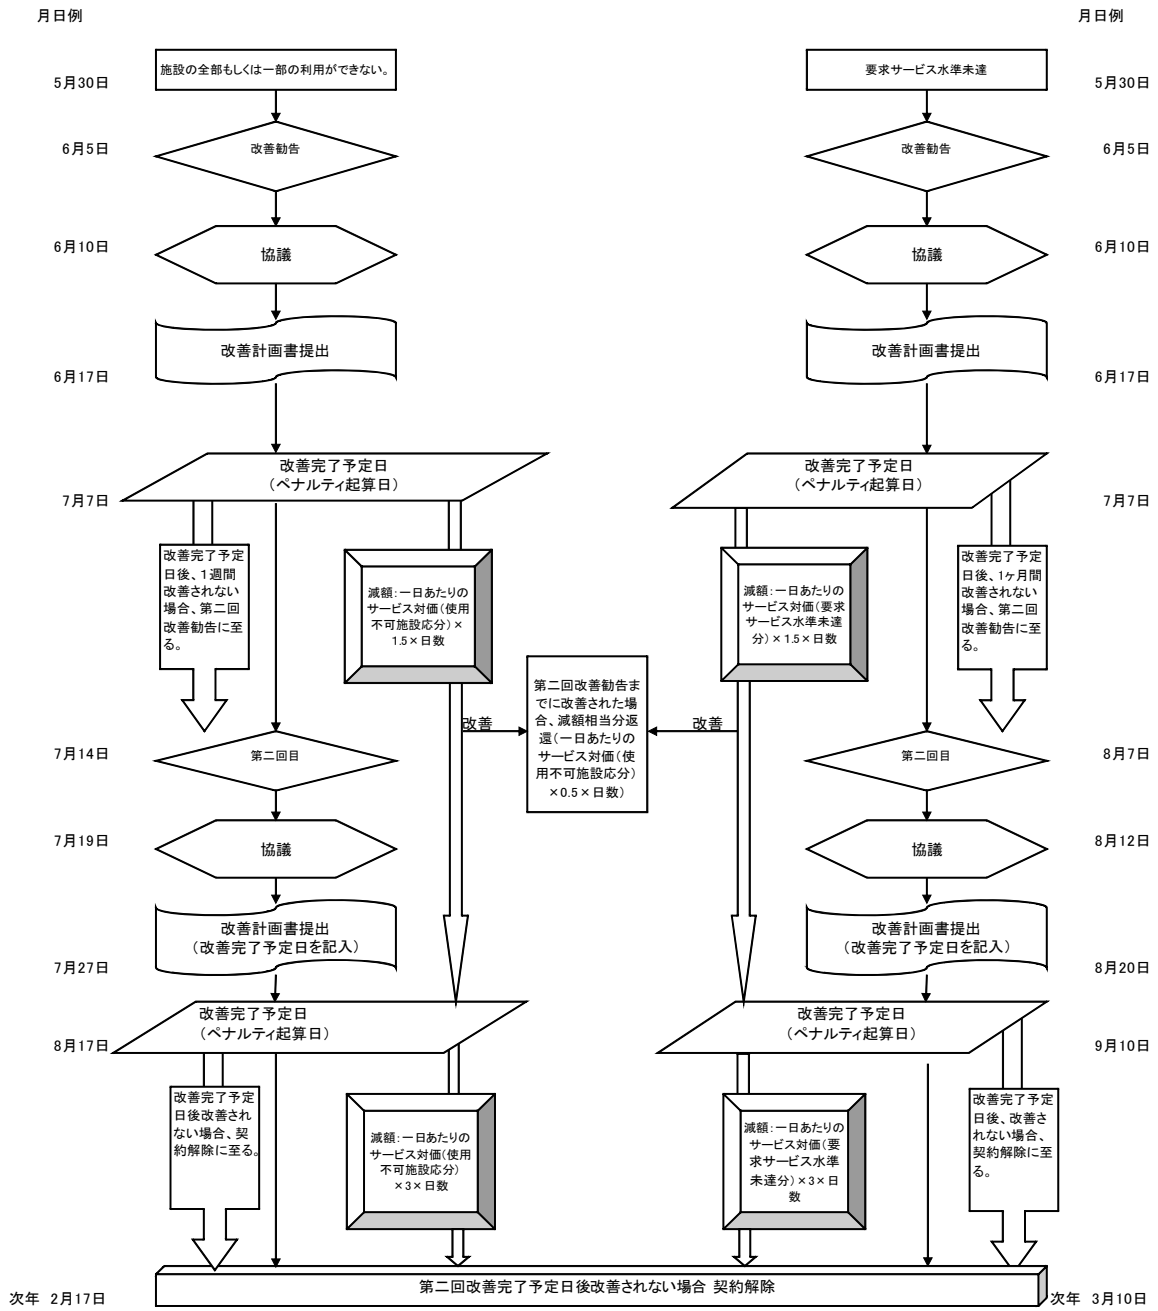 月日例
月日例
5月30日
施設の全部もしくは一部の利用ができない。
要求サービス水準未達
5月30日
6月5日
改善勧告
改善勧告
6月5日
6月10日
協議
協議
6月10日
改善計画書提出
改善計画書提出
6月17日
6月17日
改善完了予定日
(ペナルティ起算日)
改善完了予定日
(ペナルティ起算日)
7月7日
7月7日
改善完了予定
日後、1週間
改善されない
場合、第二回
改善勧告に至
る。
減額:一日あたりの
サービス対価(使用
不可施設応分)×
1.5×日数
減額:一日あたりの
サービス対価(要求
サービス水準未達
分)×1.5×日数
改善完了予定
日後、1ヶ月間
改善されない
場合、第二回
改善勧告に至
る。
改善
第二回改善勧告ま
でに改善された場
合、減額相当分返
還(一日あたりの
サービス対価(使
用不可施設応分)
×0.5×日数)
改善
7月14日
第二回目
第二回目
8月7日
7月19日
協議
協議
8月12日
改善計画書提出
(改善完了予定日を記入)
改善計画書提出
(改善完了予定日を記入)
7月27日
8月20日
改善完了予定日
(ペナルティ起算日)
改善完了予定日
(ペナルティ起算日)
8月17日
9月10日
改善完了予定
日後改善され
ない場合、契
約解除に至る。
減額:一日あたりの
サービス対価(使用
不可施設応分)
×3×日数
減額:一日あたりの
サービス対価(要
求サービス水準
未達分)×3×日
数
改善完了予定
日後、改善さ
れない場合、
契約解除に至
る。
第二回改善完了予定日後改善されない場合 契約解除
次年 2月17日
次年 3月10日